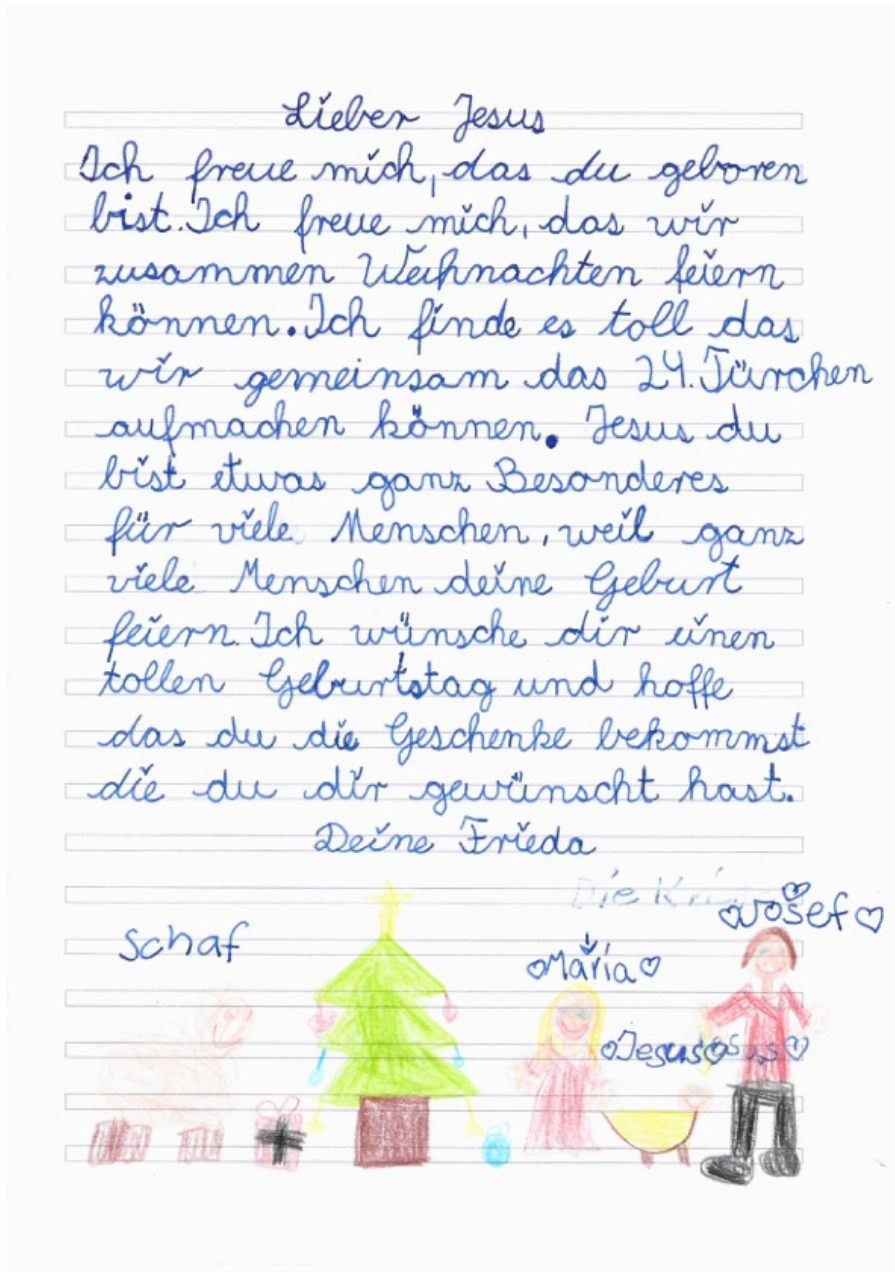 Lieber Jesus
Ich freue mich, das du geboren
bist. Ich freue mich, das wir
zusammen Weihnachten feiern
können. Ich finde es toll das
wir gemeinsam das 24. Türchen
aufmachen können. Jesus du
bist etwas ganz Besonderes
für viele Menschen, weil ganz
viele Menschen deine Geburt
feiern. Ich wünsche dir einen
tollen Geburtstag und hoffe
das du die Geschenke bekommst
die du dir gewünscht hast.
Deine Frieda
Die
Josef
Schaf
Maria
Jesus